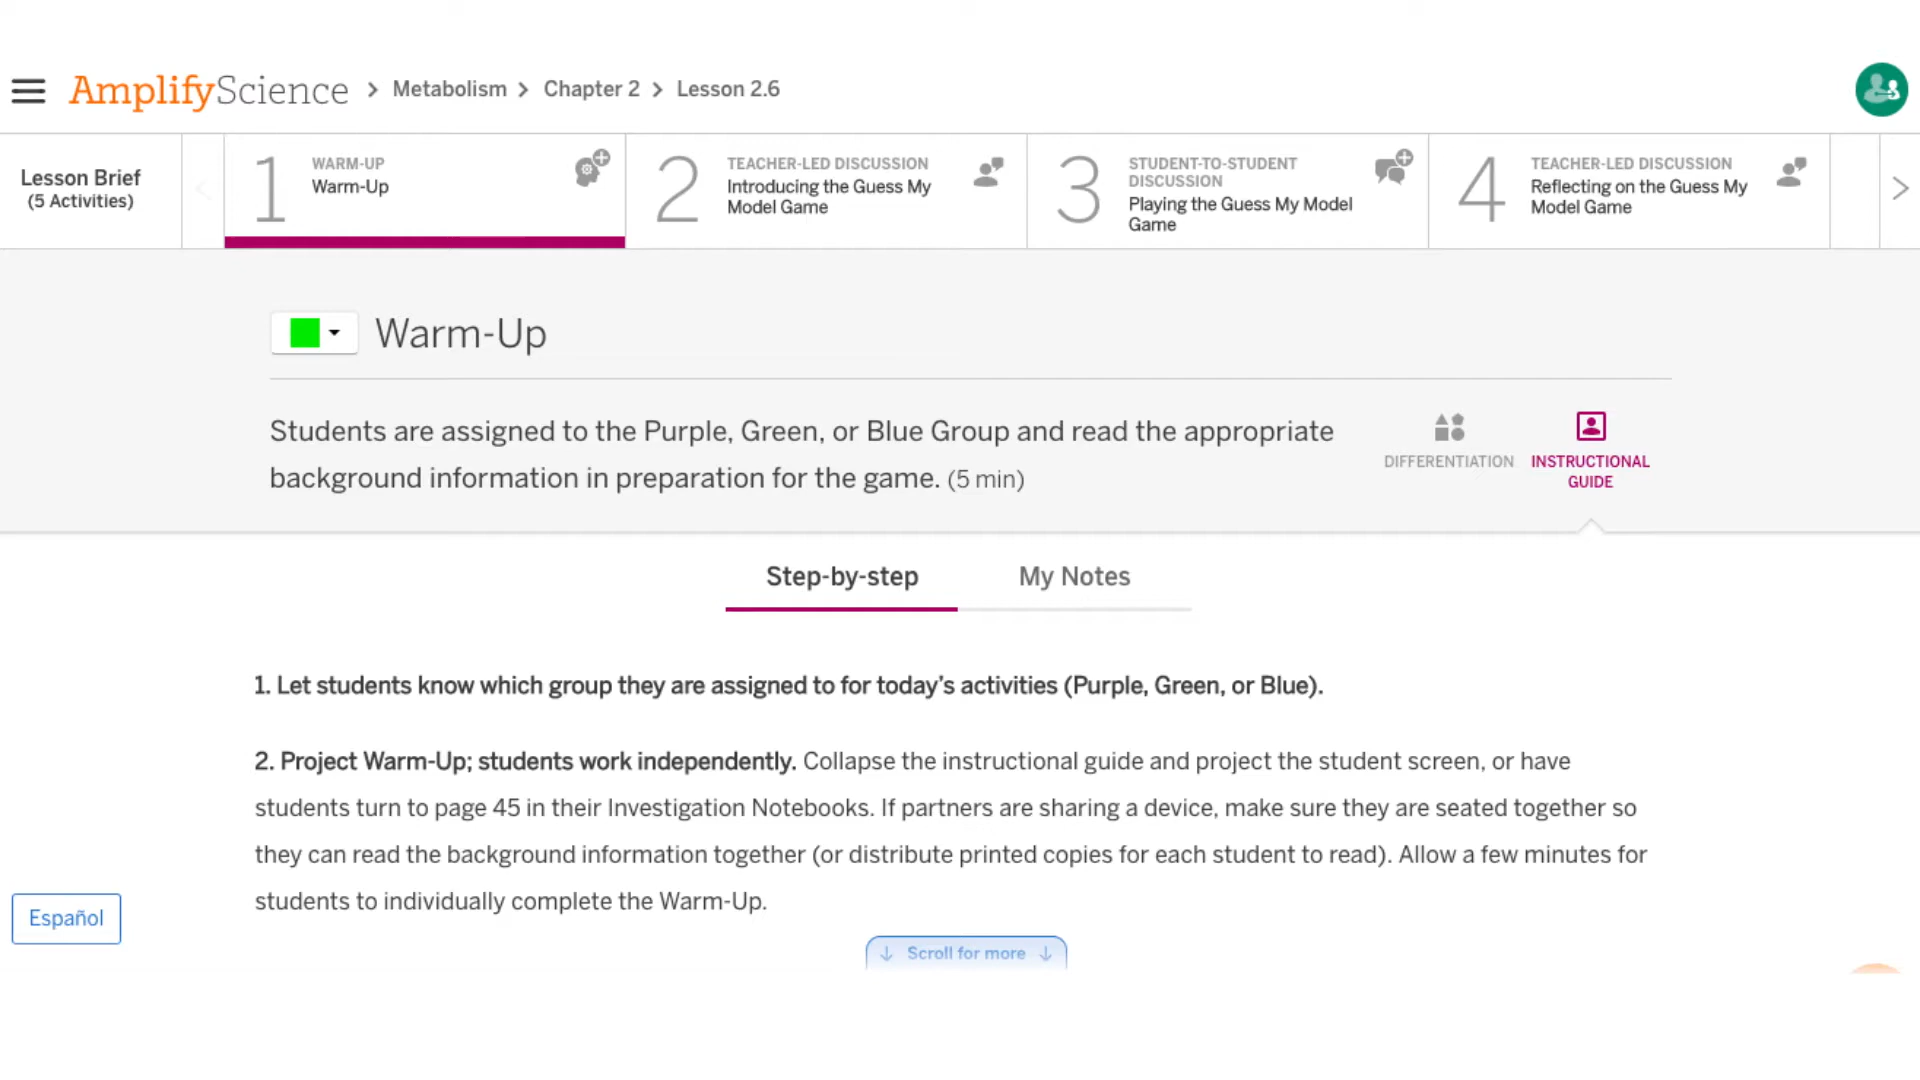 AmplifyScience > Metabolism > Chapter 2 > Lesson 2.6
Lesson Brief
(5 Activities)
1
WARM-UP
Warm-Up
2
TEACHER-LED DISCUSSION
Introducing the Guess My
Model Game
3
STUDENT-TO-STUDENT
DISCUSSION
Playing the Guess My Model
Game
4
TEACHER-LED DISCUSSION
Reflecting on the Guess My
Model Game
Warm-Up
Students are assigned to the Purple, Green, or Blue Group and read the appropriate
background information in preparation for the game. (5 min)
DIFFERENTIATION
INSTRUCTIONAL
GUIDE
Step-by-step
My Notes
1. Let students know which group they are assigned to for today's activities (Purple, Green, or Blue).
2. Project Warm-Up; students work independently. Collapse the instructional guide and project the student screen, or have
students turn to page 45 in their Investigation Notebooks. If partners are sharing a device, make sure they are seated together so
they can read the background information together (or distribute printed copies for each student to read). Allow a few minutes for
students to individually complete the Warm-Up.
Español
↓ Scroll for more ↓